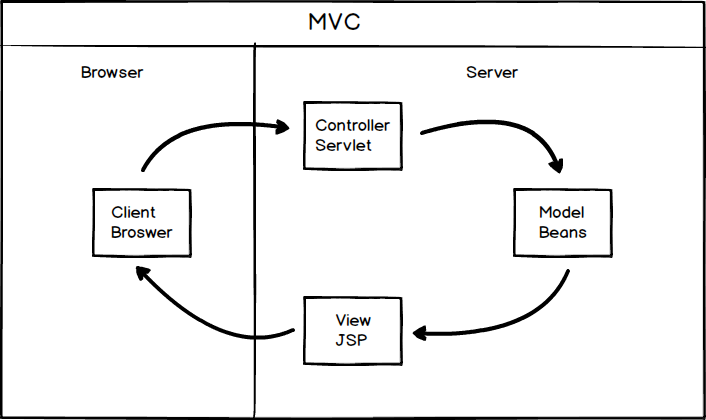 MVC
Browser
Server
Controller
Servlet
Client
Broswer
Model
Beans
View
JSP